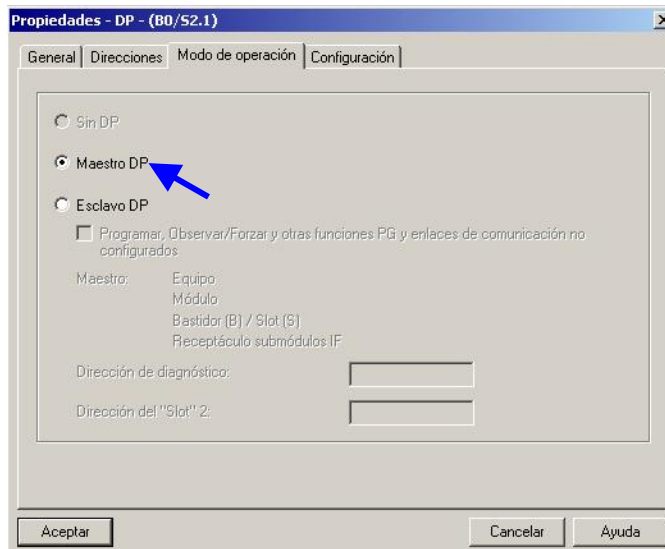 Propiedades - DP - (B0/S2.1)
General Direcciones Modo de operación Configuración
Sin DP
Maestro DP
Esclavo DP
Programar, Observar/Forzar y otras funciones PG y enlaces de comunicación no
configurados
Maestro: Equipo
Módulo
Bastidor (B) / Slot (S)
Receptáculo submódulos IF
Dirección de diagnóstico:
Dirección del "Slot" 2:
Aceptar Cancelar Ayuda